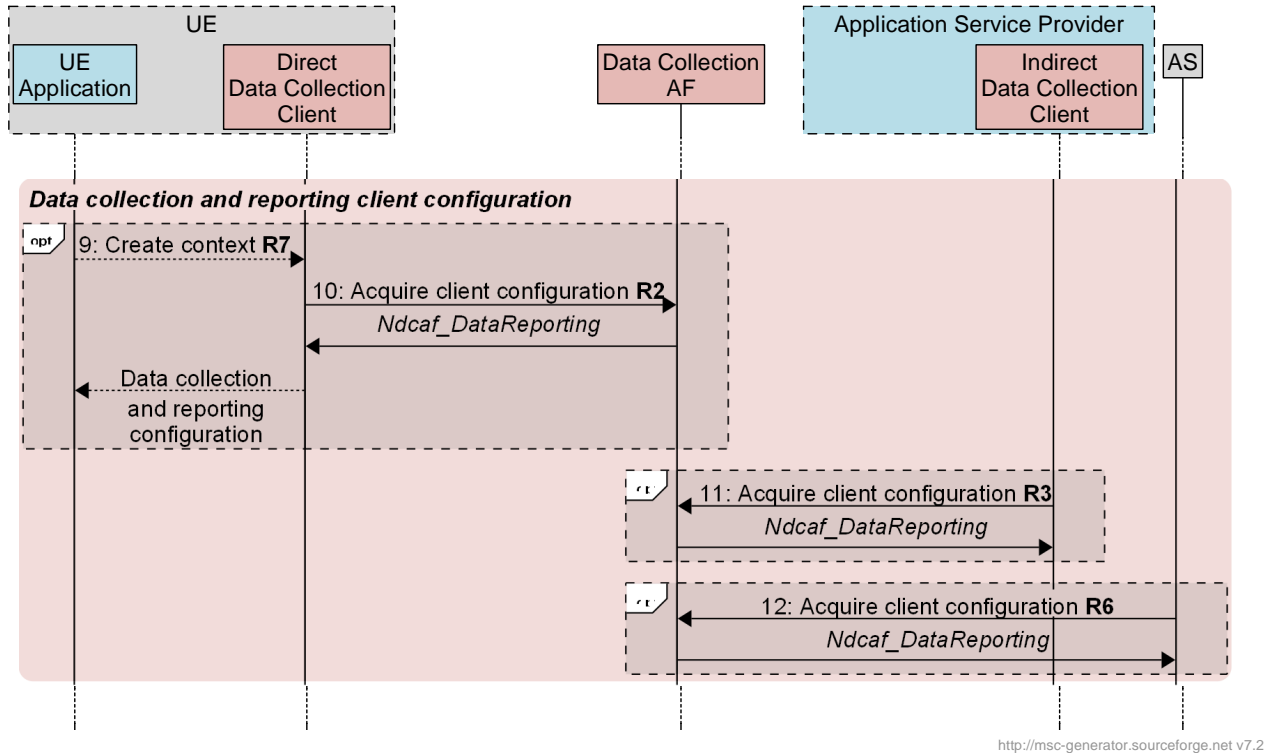 UE
Application Service Provider
UE
Application
Direct
Data Collection
Client
Data Collection
AF
Indirect
Data Collection
Client
AS
Data collection and reporting client configuration
opt
9: Create context R7
10: Acquire client configuration R2
Ndcaf_DataReporting
Data collection
and reporting
configuration
11: Acquire client configuration R3
Ndcaf_DataReporting
12: Acquire client configuration R6
Ndcaf_DataReporting
http://msc-generator.sourceforge.net v7.2